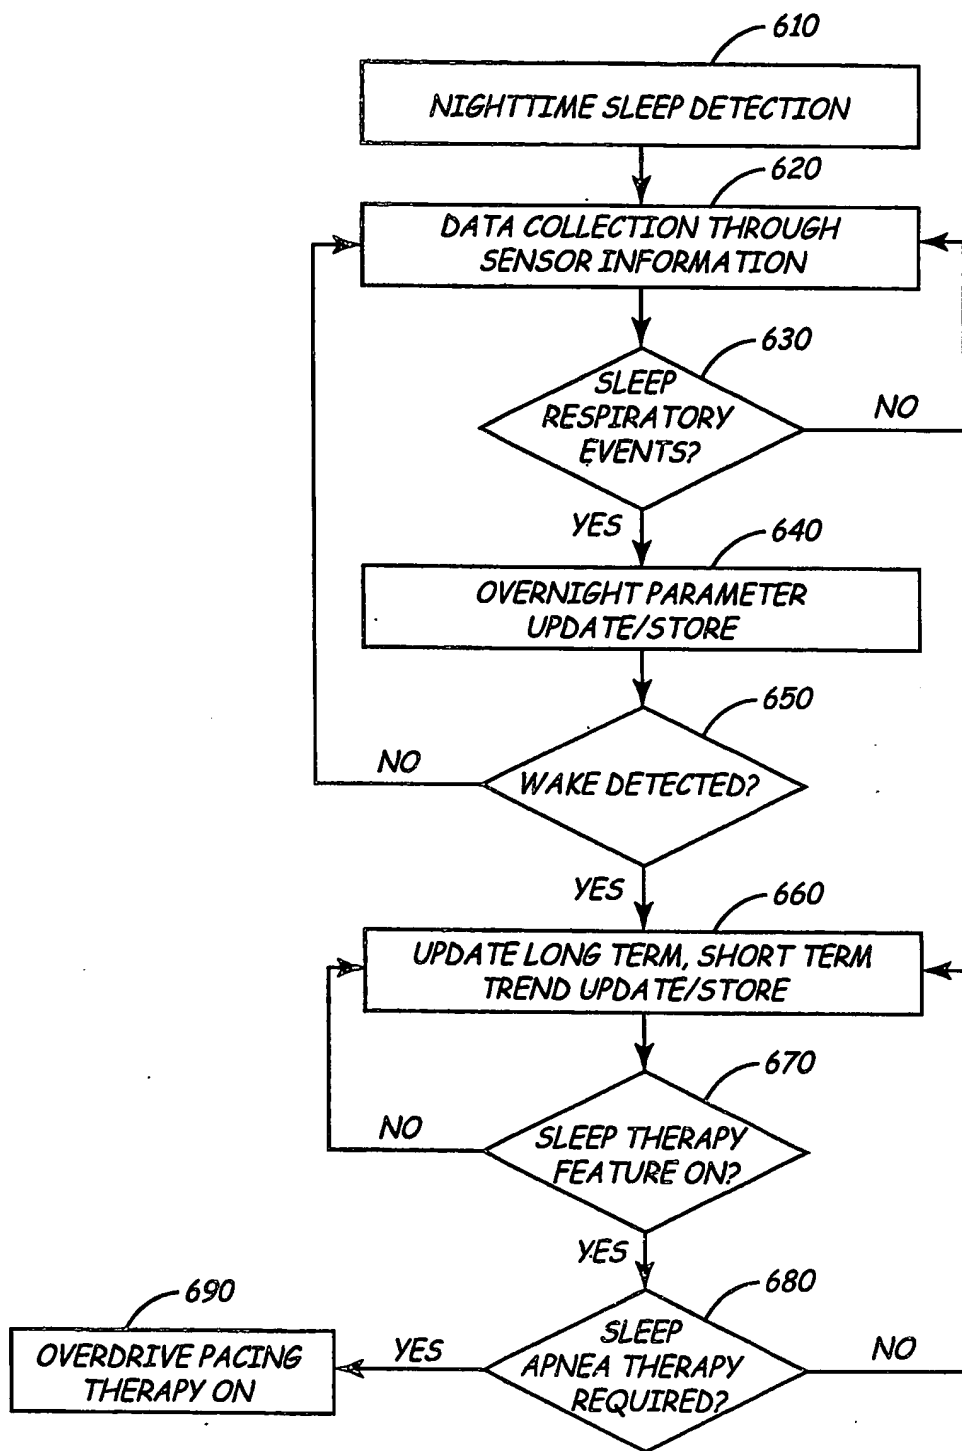 610
NIGHTTIME SLEEP DETECTION
620
DATA COLLECTION THROUGH
SENSOR INFORMATION
630
SLEEP
RESPIRATORY
EVENTS?
NO
YES
640
OVERNIGHT PARAMETER
UPDATE/STORE
650
NO
WAKE DETECTED?
YES
660
UPDATE LONG TERM, SHORT TERM
TREND UPDATE/STORE
670
NO
SLEEP THERAPY
FEATURE ON?
YES
680
690
SLEEP
APNEA THERAPY
REQUIRED?
YES
NO
OVERDRIVE PACING
THERAPY ON